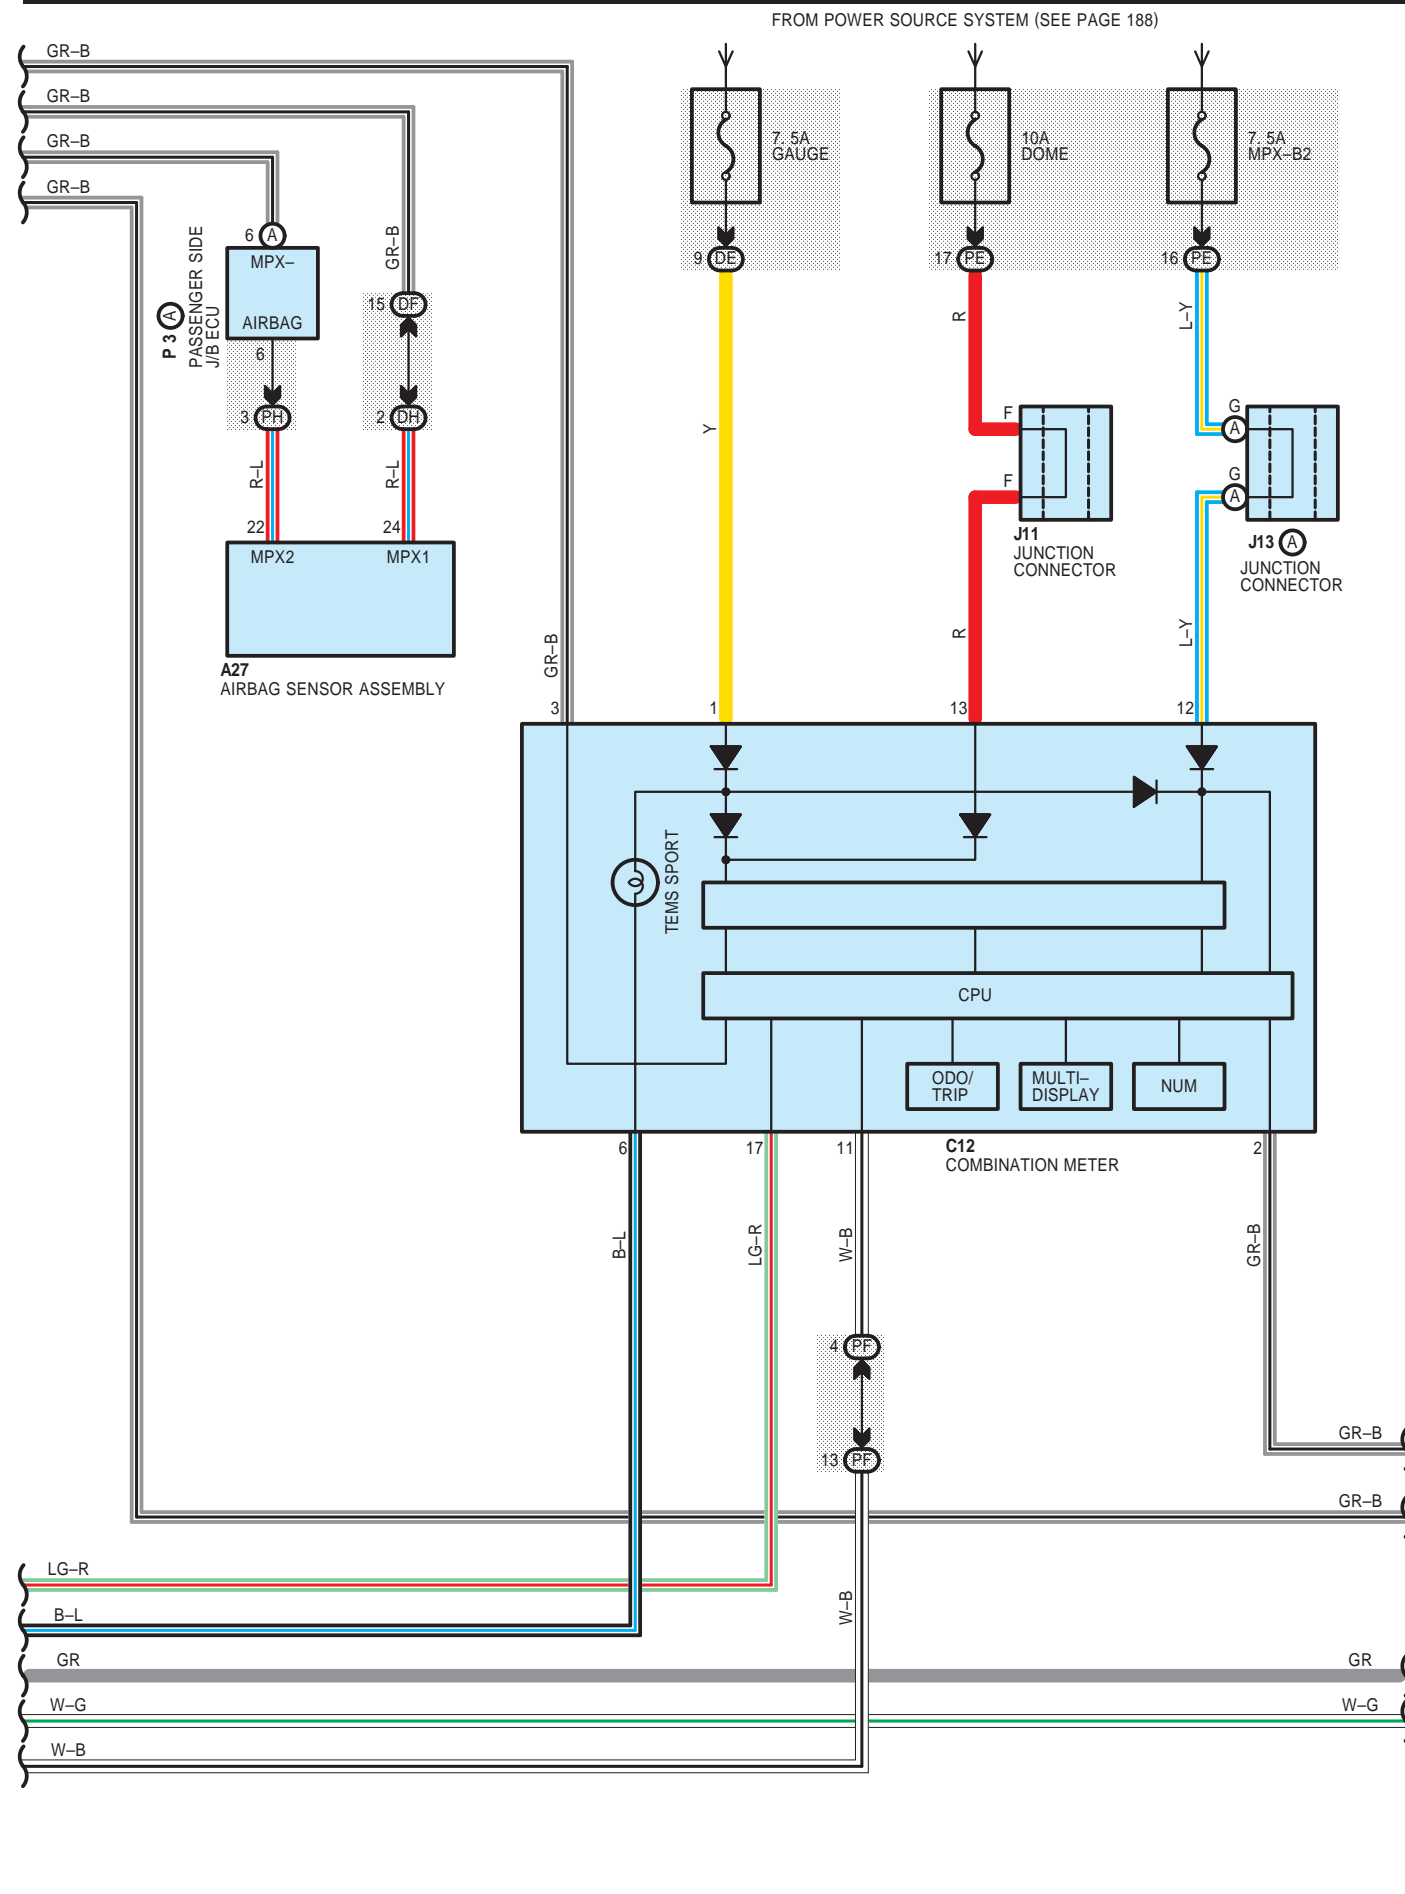 FROM POWER SOURCE SYSTEM (SEE PAGE 188)
GR–B
GR–B
GR–B
GR–B
7. 5A
GAUGE
10A
DOME
7. 5A
MPX–B2
9 DE
17 PE
16 PE
6 A
MPX–
AIRBAG
6
P 3 A
PASSENGER SIDE
J/B ECU
GR–B
15 DF
3 PH
2 DH
R–L
R–L
22
24
MPX2
MPX1
A27
AIRBAG SENSOR ASSEMBLY
Y
R
L–Y
F
F
G
A
G
A
J11
JUNCTION
CONNECTOR
J13 A
JUNCTION
CONNECTOR
GR–B
R
L–Y
3
1
13
12
TEMS SPORT
CPU
ODO/
TRIP
MULTI–
DISPLAY
NUM
6
17
11
C12
COMBINATION METER
2
B–L
LG–R
W–B
GR–B
4 PF
13 PF
GR–B
GR–B
LG–R
W–B
B–L
GR
GR
W–G
W–G
W–B